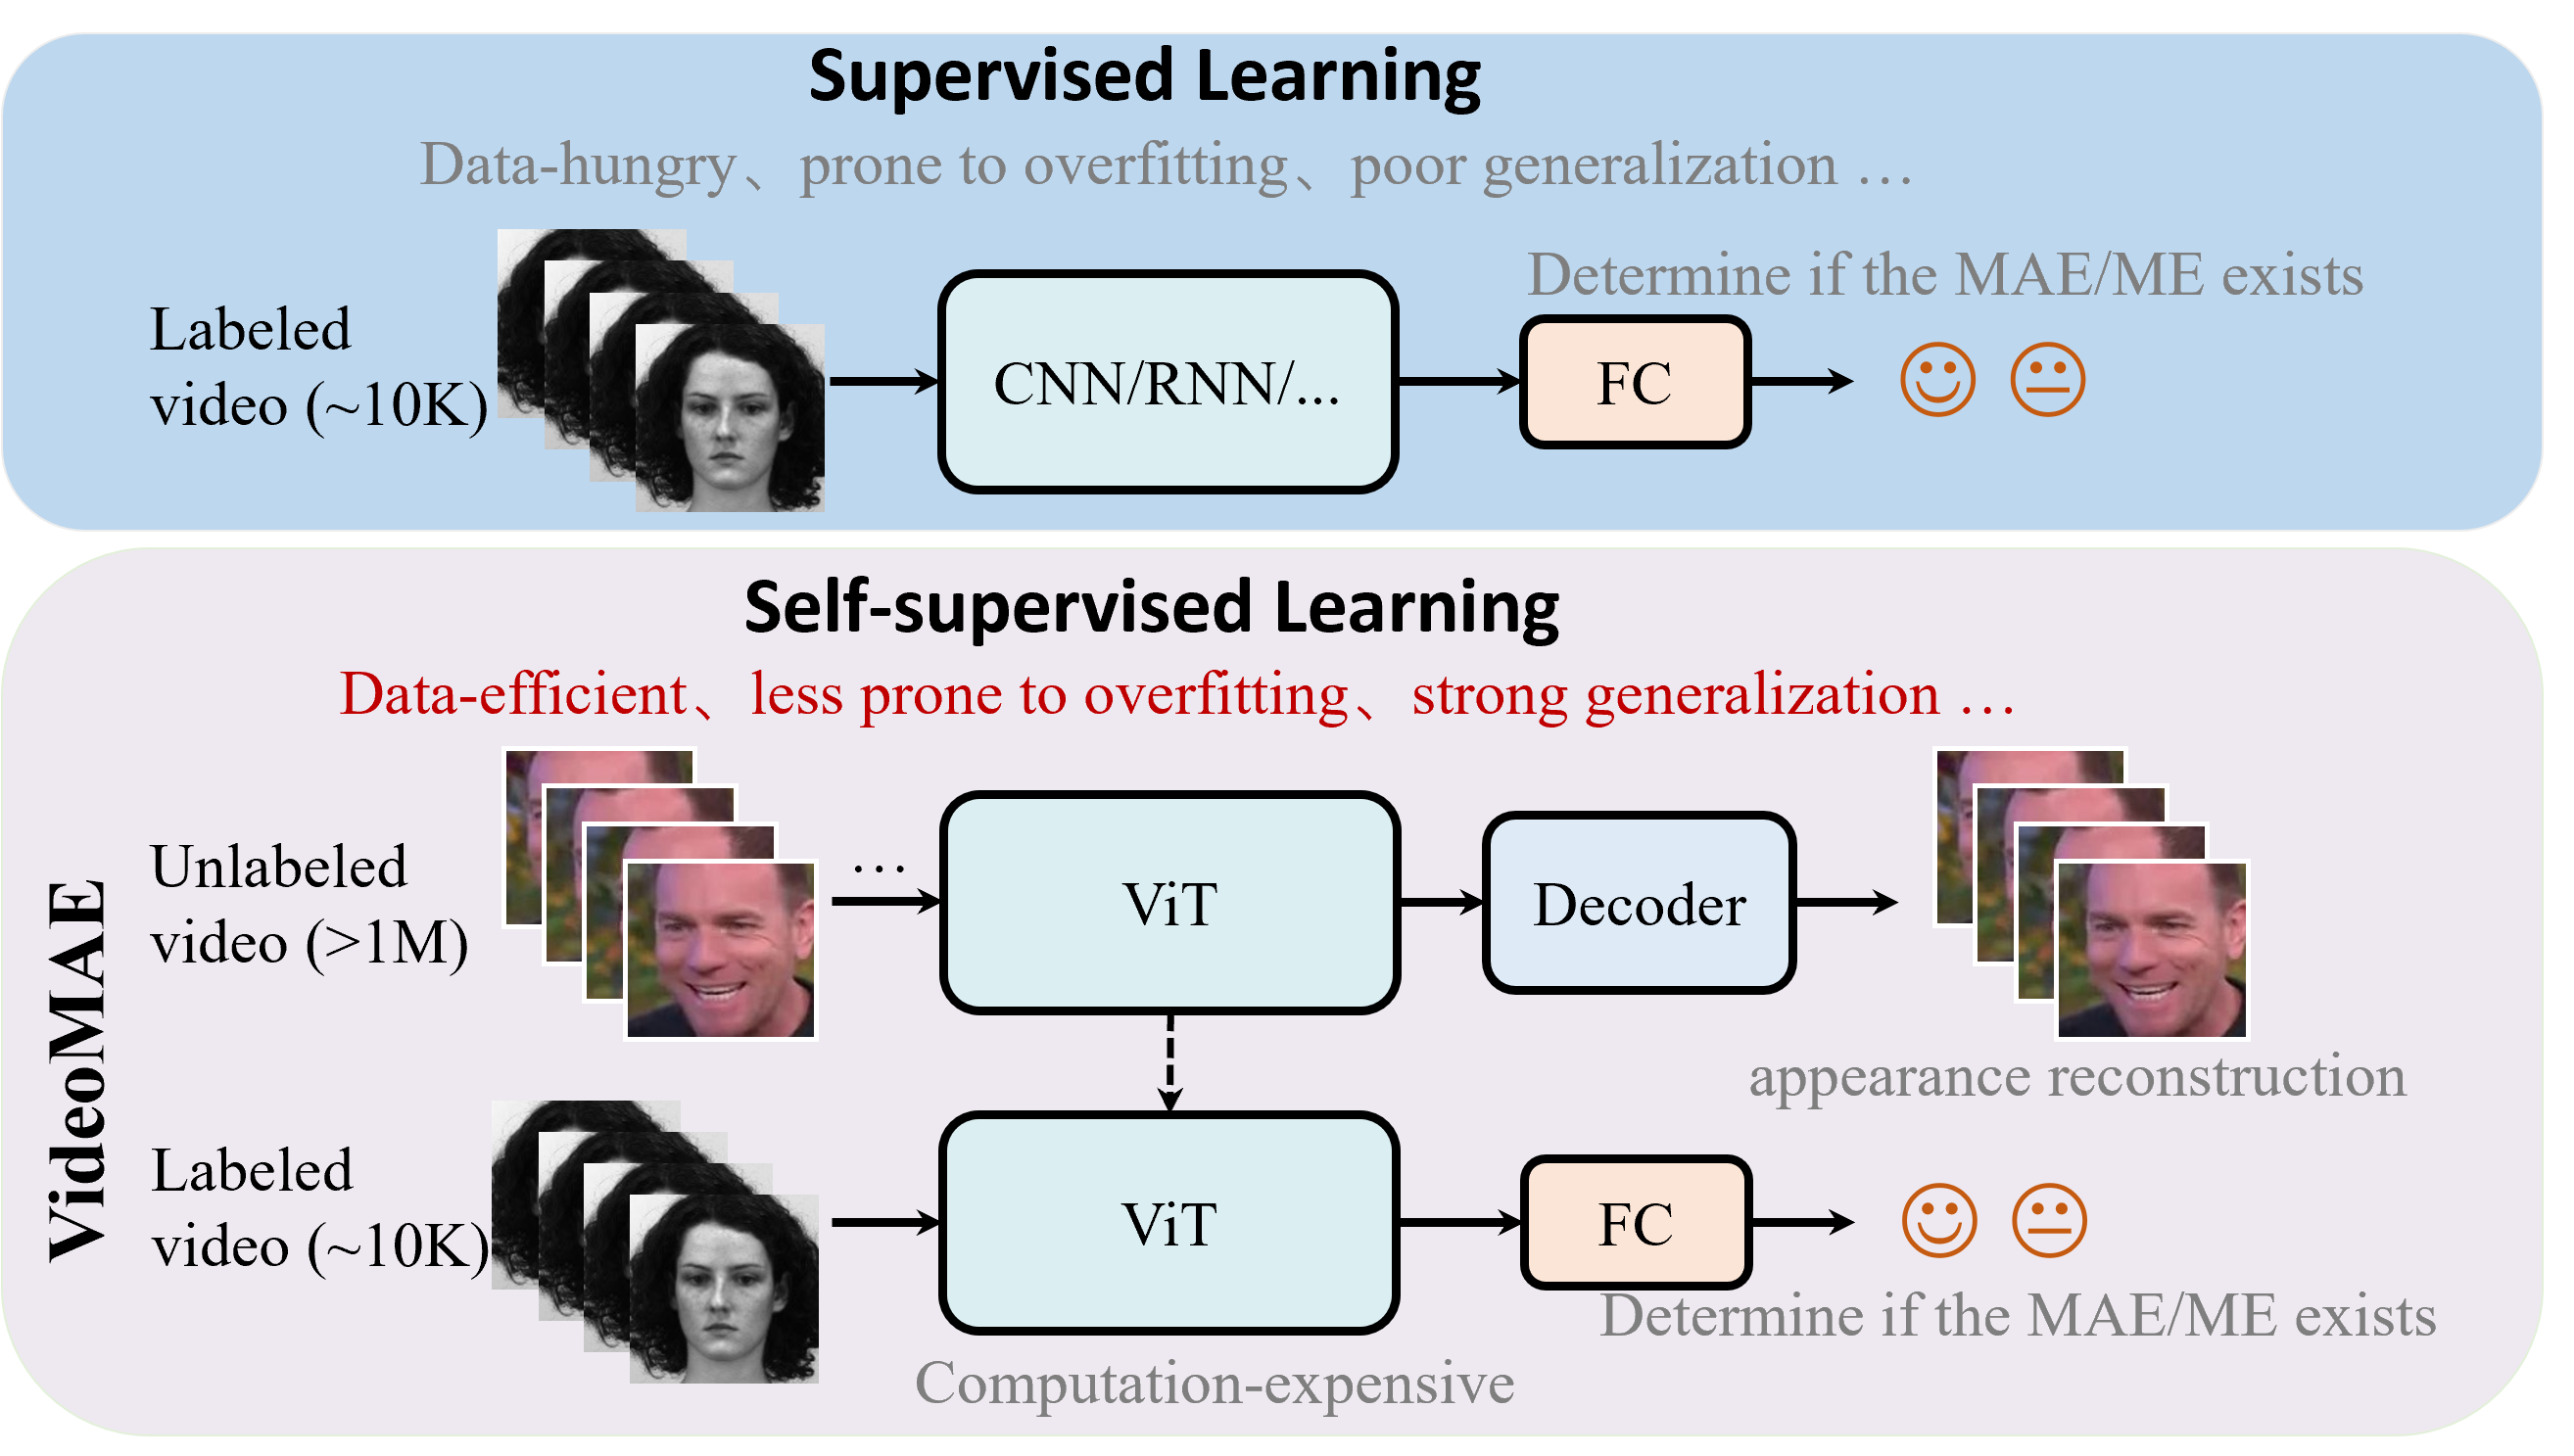 Supervised Learning
Data-hungry、prone to overfitting、poor generalization …
Determine if the MAE/ME exists
Labeled
video (~10K)
CNN/RNN/...
FC
Self-supervised Learning
Data-efficient、less prone to overfitting、strong generalization …
VideoMAE
Unlabeled
video (>1M)
…
ViT
Decoder
appearance reconstruction
Labeled
video (~10K)
ViT
FC
Determine if the MAE/ME exists
Computation-expensive